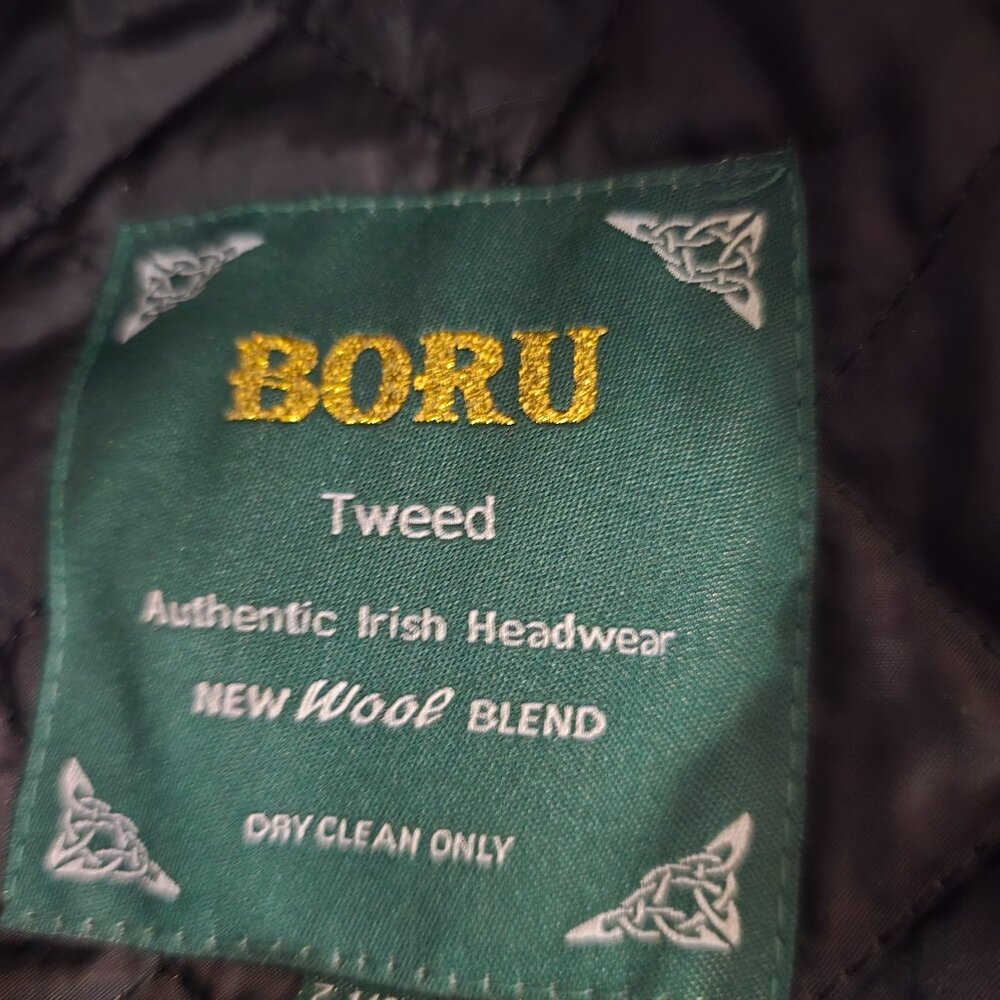 BORU
Tweed
Authentic Irish Headwear
NEW Wool BLEND
DRY CLEAN ONLY